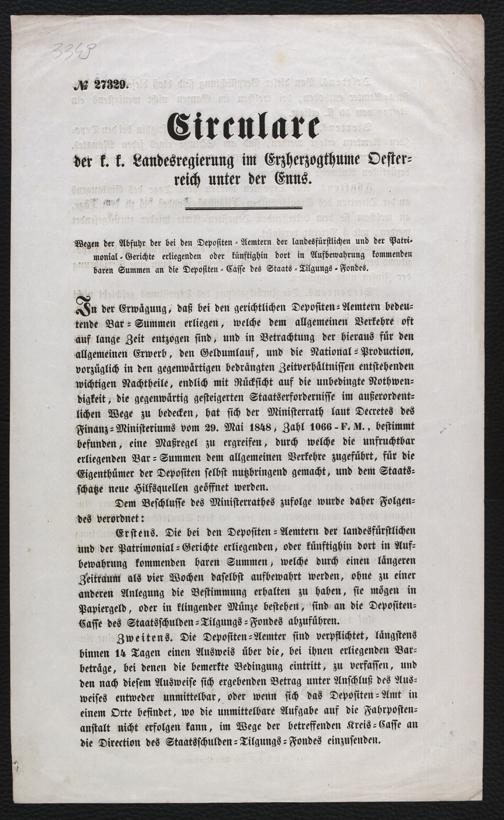 3349
№ 27329.
Circulare
der k. k. Landesregierung im Erzherzogthume Oester-
reich unter der Enns.
Wegen der Abfuhr der bei den Depositen-Aemtern der landesfürstlichen und der Patri-
monial-Gerichte erliegenden oder künftighin dort in Aufbewahrung kommenden
baren Summen an die Depositen-Casse des Staats-Tilgungs-Fondes.
In der Erwägung, daß bei den gerichtlichen Depositen-Aemtern bedeu-
tende Bar-Summen erliegen, welche dem allgemeinen Verkehre oft
auf lange Zeit entzogen sind, und in Betrachtung der hieraus für den
allgemeinen Erwerb, den Geldumlauf, und die National-Production,
vorzüglich in den gegenwärtigen bedrängten Zeitverhältnissen entstehenden
wichtigen Nachtheile, endlich mit Rücksicht auf die unbedingte Nothwen-
digkeit, die gegenwärtig gesteigerten Staatserfordernisse im außerordent-
lichen Wege zu bedecken, hat sich der Ministerrath laut Decretes des
Finanz-Ministeriums vom 29. Mai 1848, Zahl 1066-F. M., bestimmt
befunden, eine Maßregel zu ergreifen, durch welche die unfruchtbar
erliegenden Bar-Summen dem allgemeinen Verkehre zugeführt, für die
Eigenthümer der Depositen selbst nutzbringend gemacht, und dem Staats-
schatze neue Hilfsquellen geöffnet werden.
Dem Beschlusse des Ministerrathes zufolge wurde daher Folgen-
des verordnet:
Erstens. Die bei den Depositen-Aemtern der landesfürstlichen
und der Patrimonial-Gerichte erliegenden, oder künftighin dort in Auf-
bewahrung kommenden baren Summen, welche durch einen längeren
Zeitraum als vier Wochen daselbst aufbewahrt werden, ohne zu einer
anderen Anlegung die Bestimmung erhalten zu haben, sie mögen in
Papiergeld, oder in klingender Münze bestehen, sind an die Depositen-
Casse des Staatsschulden-Tilgungs-Fondes abzuführen.
Zweitens. Die Depositen-Aemter sind verpflichtet, längstens
binnen 14 Tagen einen Ausweis über die, bei ihnen erliegenden Bar-
beträge, bei denen die bemerkte Bedingung eintritt, zu verfassen, und
den nach diesem Ausweise sich ergebenden Betrag unter Anschluß des Aus-
weises entweder unmittelbar, oder wenn sich das Depositen-Amt in
einem Orte befindet, wo die unmittelbare Aufgabe auf die Fahrposten-
anstalt nicht erfolgen kann, im Wege der betreffenden Kreis-Casse an
die Direction des Staatsschulden-Tilgungs-Fondes einzusenden.